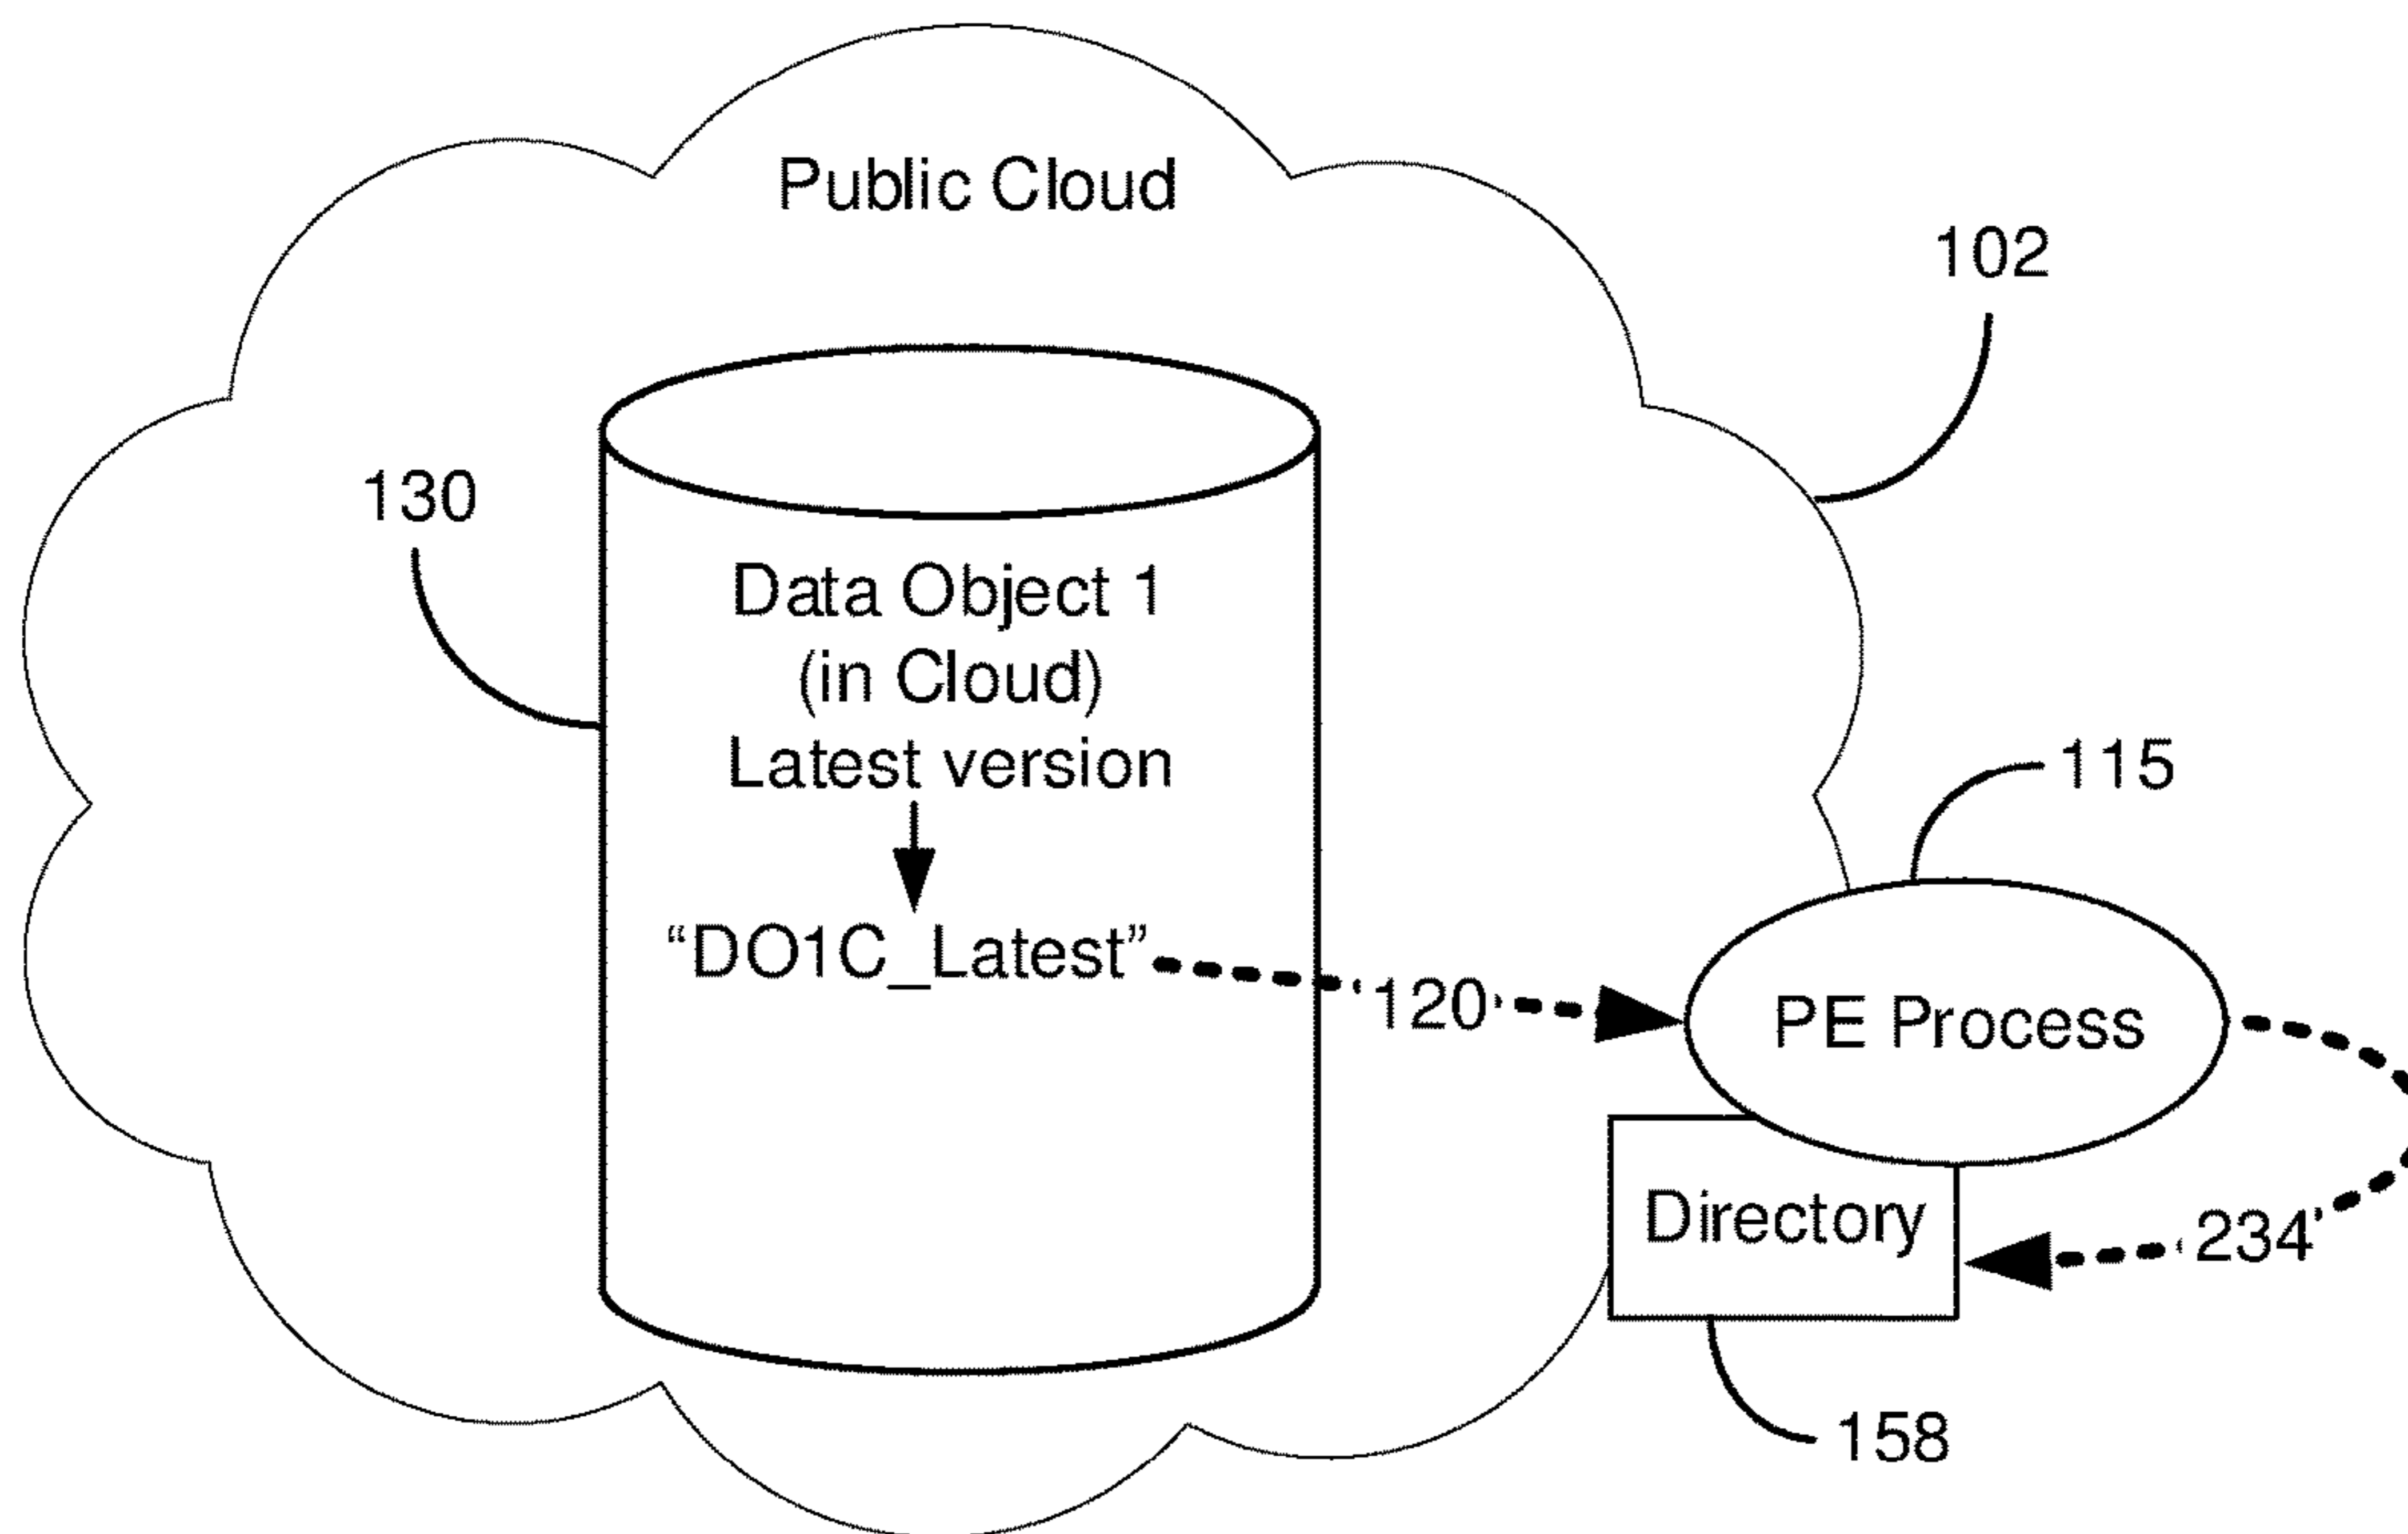 Public Cloud
102
130
Data Object 1
(in Cloud)
Latest version
“DO1C_Latest”
120
115
PE Process
Directory
234
158